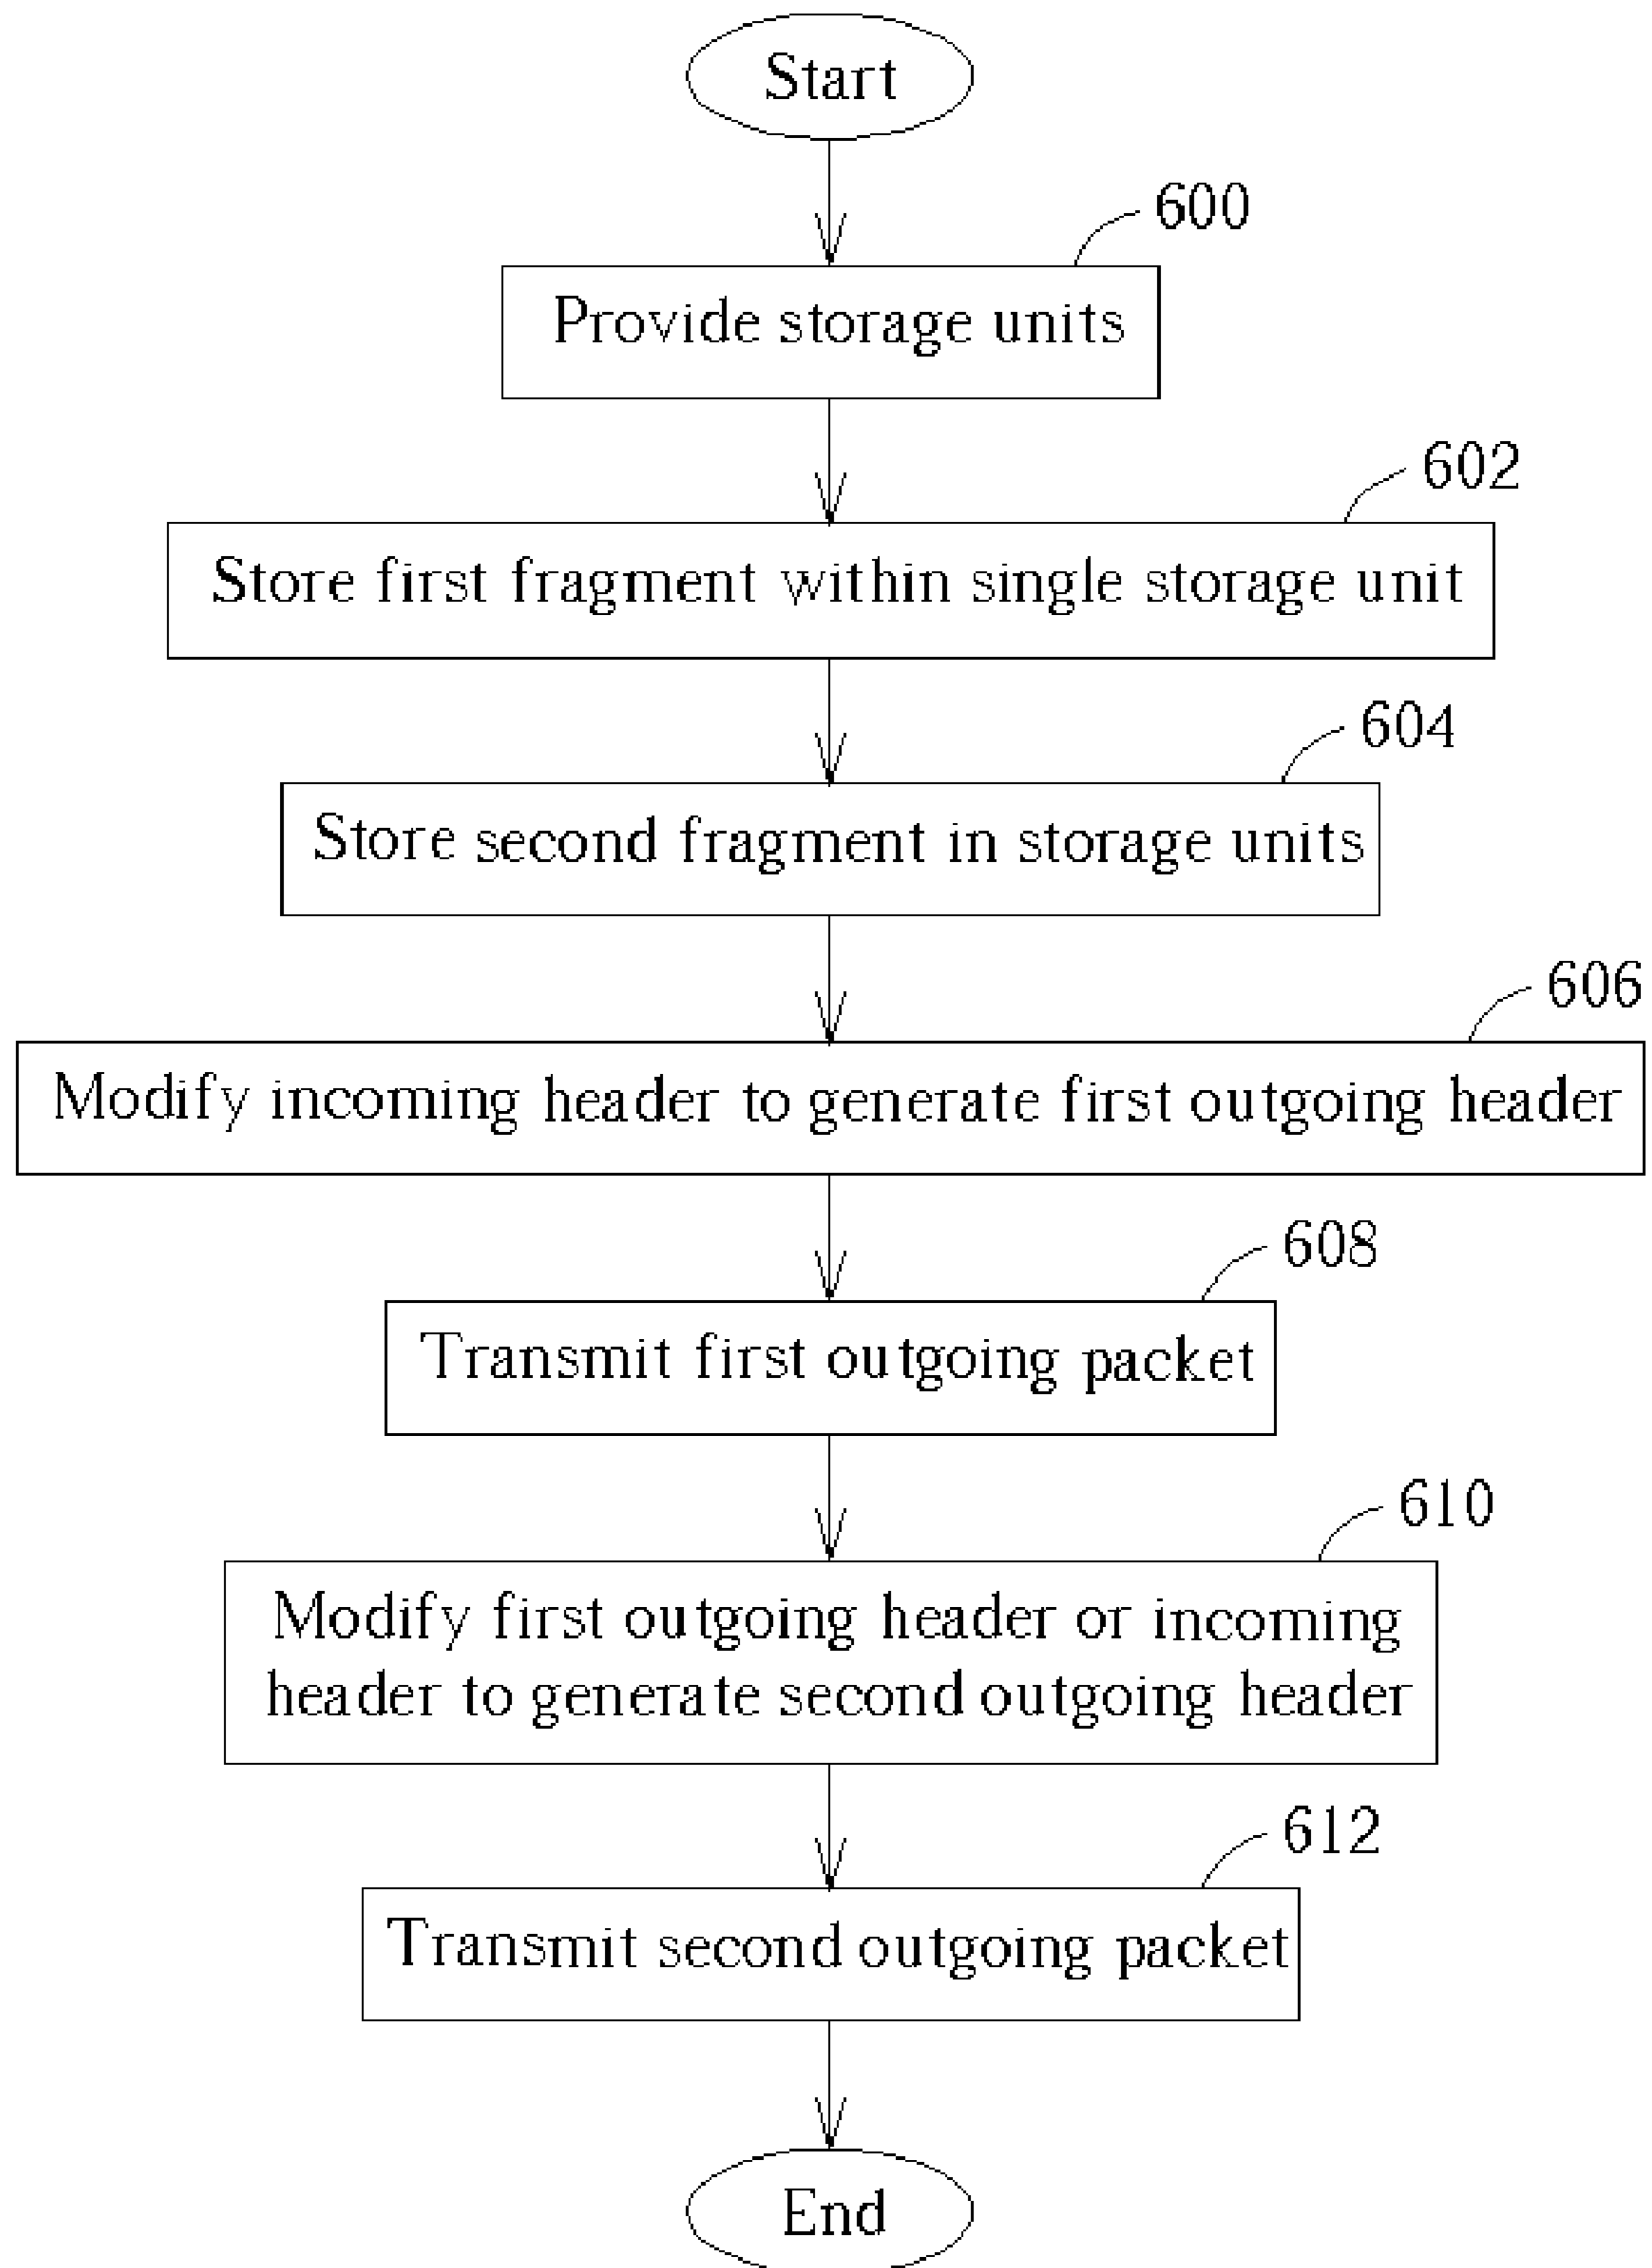 Start
600
Provide storage units
602
Store first fragment within single storage unit
604
Store second fragment in storage units
606
Modify incoming header to generate first outgoing header
608
Transmit first outgoing packet
610
Modify first outgoing header or incoming
header to generate second outgoing header
612
Transmit second outgoing packet
End